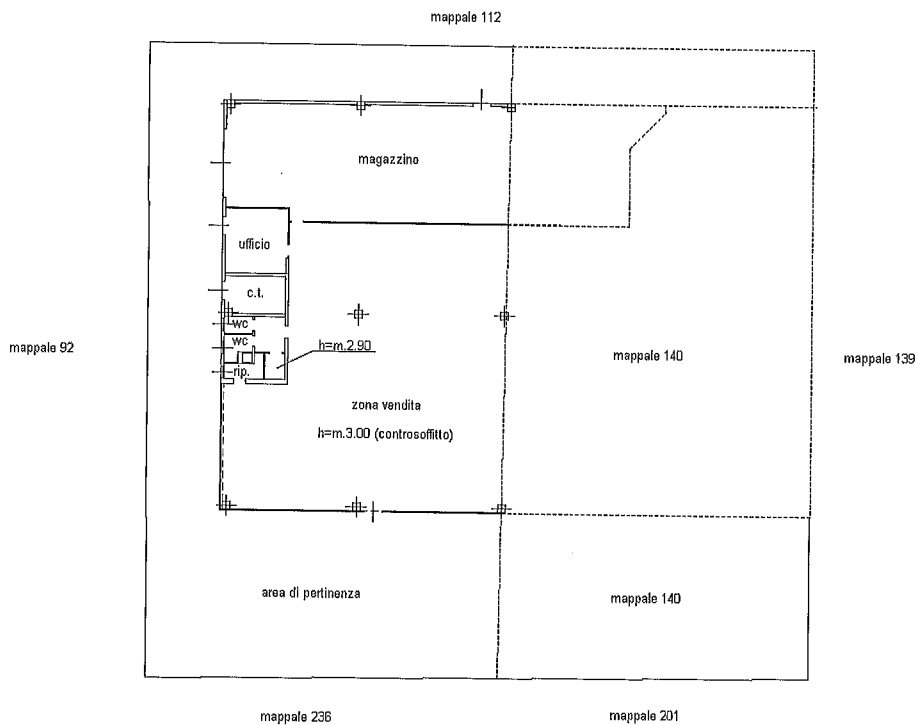 mappale 112
magazzino
ufficio
c.t.
wc
wc
h=m.2.90
rip.
mappale 92
mappale 140
mappale 139
zona vendita
h=m.3.00 (controsoffitto)
area di pertinenza
mappale 140
mappale 236
mappale 201